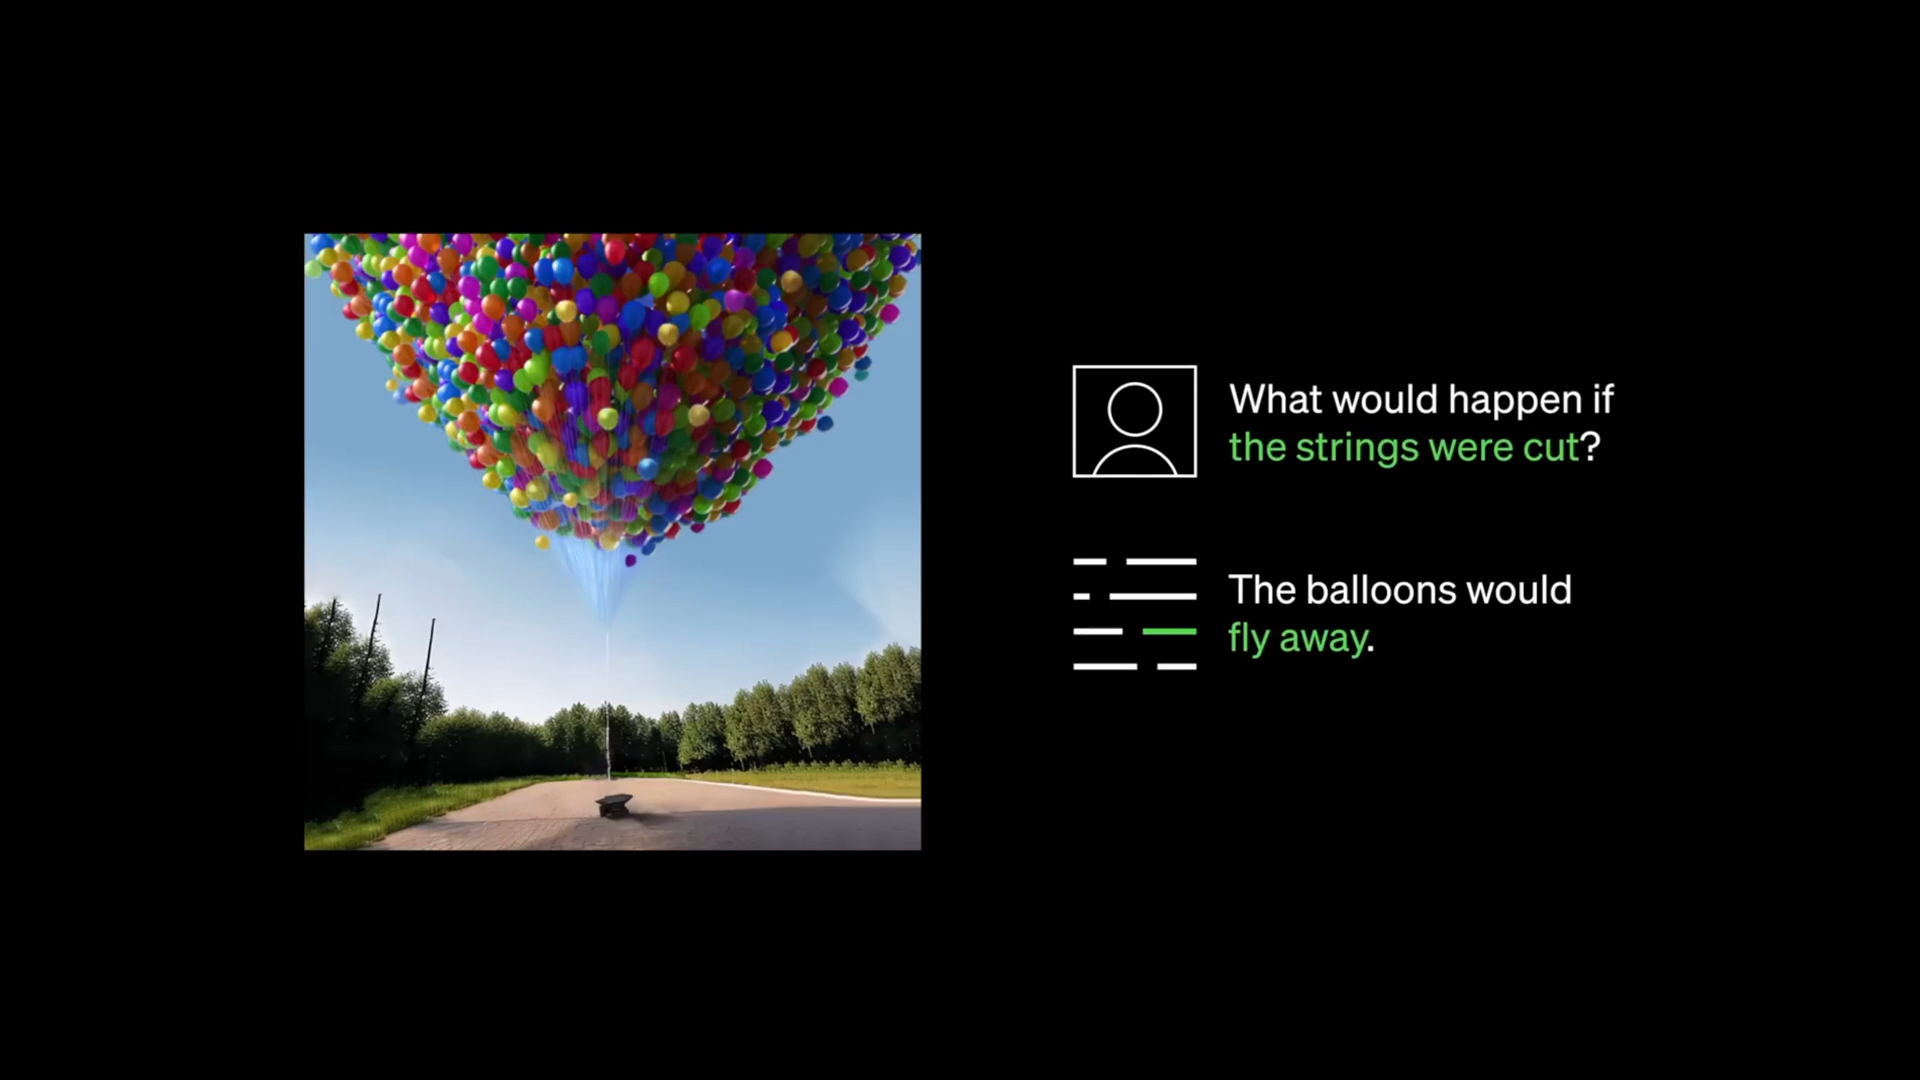 What would happen if
the strings were cut?
The balloons would
fly away.